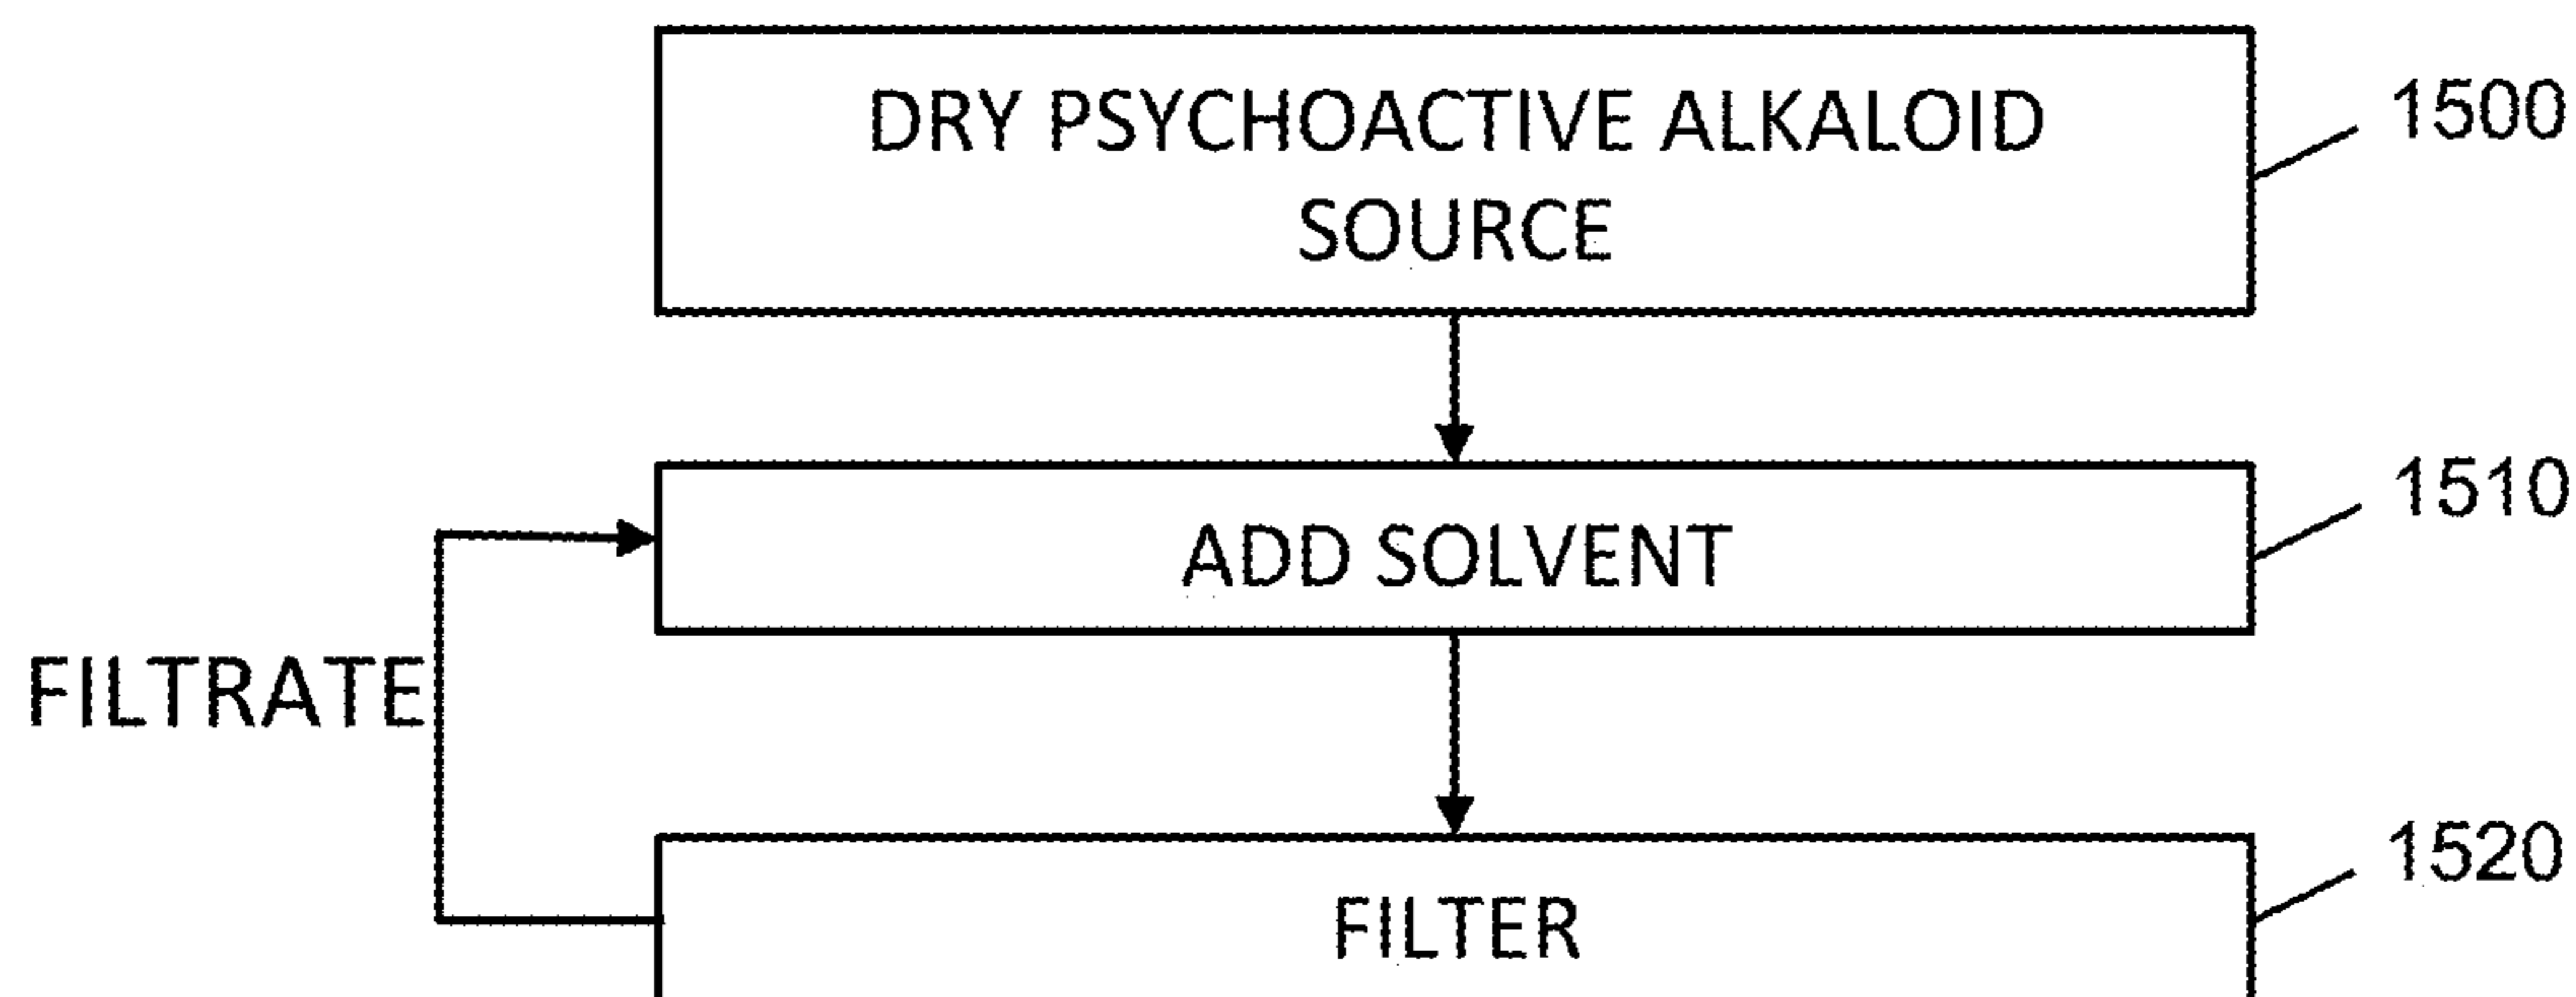 DRY PSYCHOACTIVE ALKALOID
SOURCE
1500
ADD SOLVENT
1510
FILTRATE
FILTER
1520